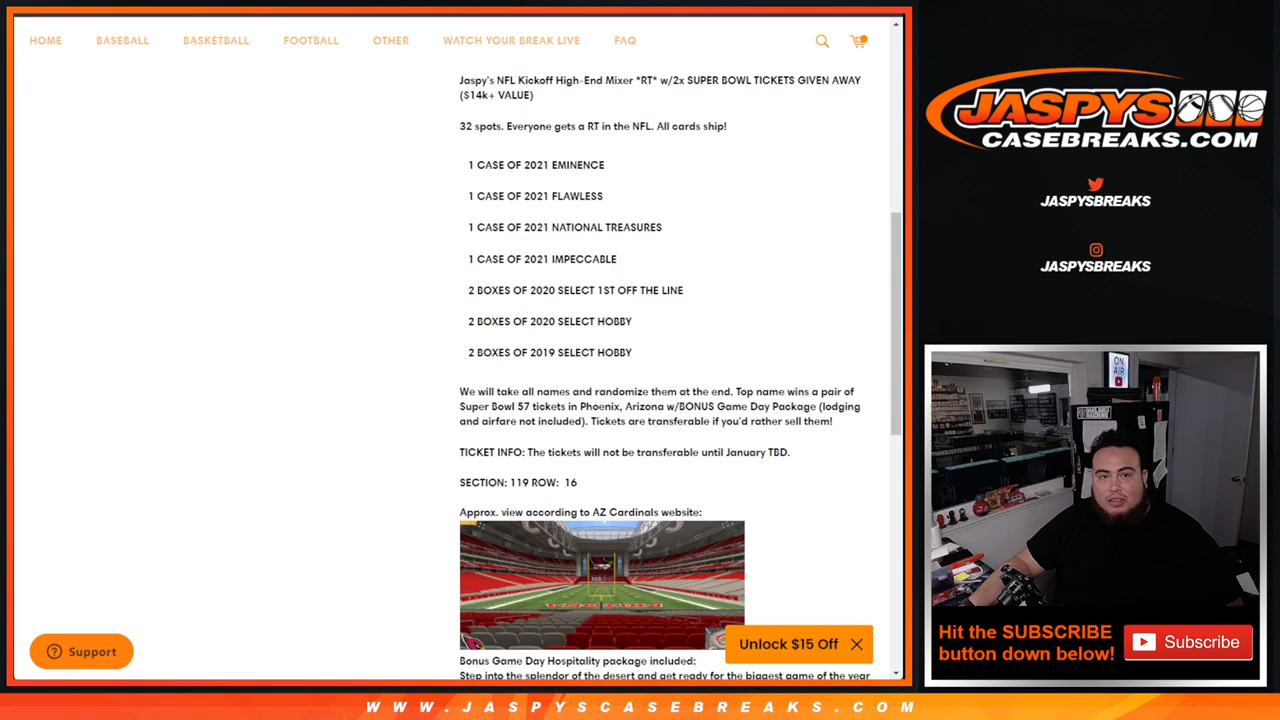 HOME BASEBALL BASKETBALL FOOTBALL OTHER WATCH YOUR BREAK LIVE FAQ
Jaspy's NFL Kickoff High-End Mixer *RT* w/2x SUPER BOWL TICKETS GIVEN AWAY
($14k+ VALUE)
32 spots. Everyone gets a RT in the NFL. All cards ship!
1 CASE OF 2021 EMINENCE
1 CASE OF 2021 FLAWLESS
1 CASE OF 2021 NATIONAL TREASURES
1 CASE OF 2021 IMPECCABLE
2 BOXES OF 2020 SELECT 1ST OFF THE LINE
2 BOXES OF 2020 SELECT HOBBY
2 BOXES OF 2019 SELECT HOBBY
We will take all names and randomize them at the end. Top name wins a pair of
Super Bowl 57 tickets in Phoenix, Arizona w/BONUS Game Day Package (lodging
and airfare not included). Tickets are transferable if you'd rather sell them!
TICKET INFO: The tickets will not be transferable until January TBD.
SECTION: 119 ROW: 16
Approx. view according to AZ Cardinals website:
Bonus Game Day Hospitality package included:
Step into the splendor of the desert and get ready for the biggest game of the year
Support
Unlock $15 Off
JASPYS
CASEBREAKS.COM
JASPYSBREAKS
JASPYSBREAKS
ON
AIR
Hit the SUBSCRIBE
button down below!
Subscribe
WWW.JASPYSCASEBREAKS.COM